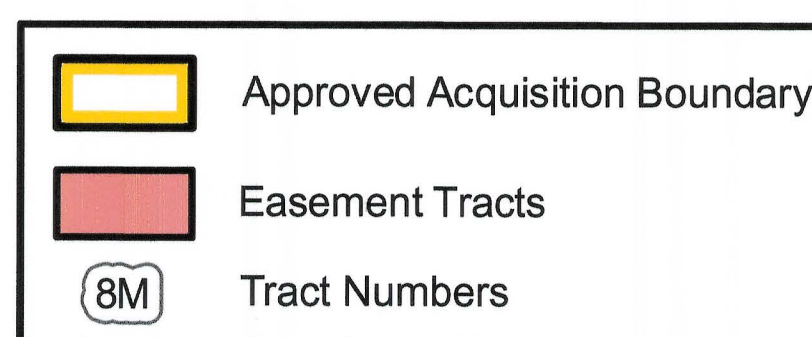 Approved Acquisition Boundary
Easement Tracts
8M Tract Numbers